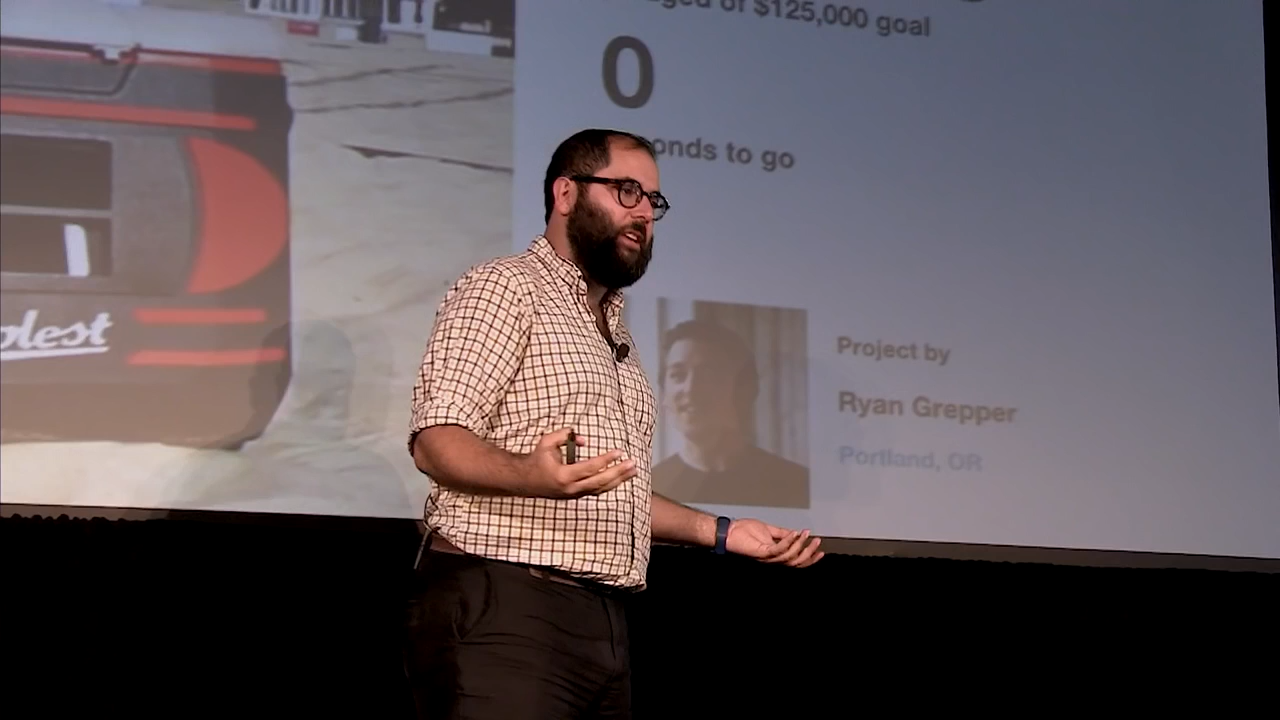 of $125,000 goal
0
onds to go
olest
Project by
Ryan Grepper
Portland, OR